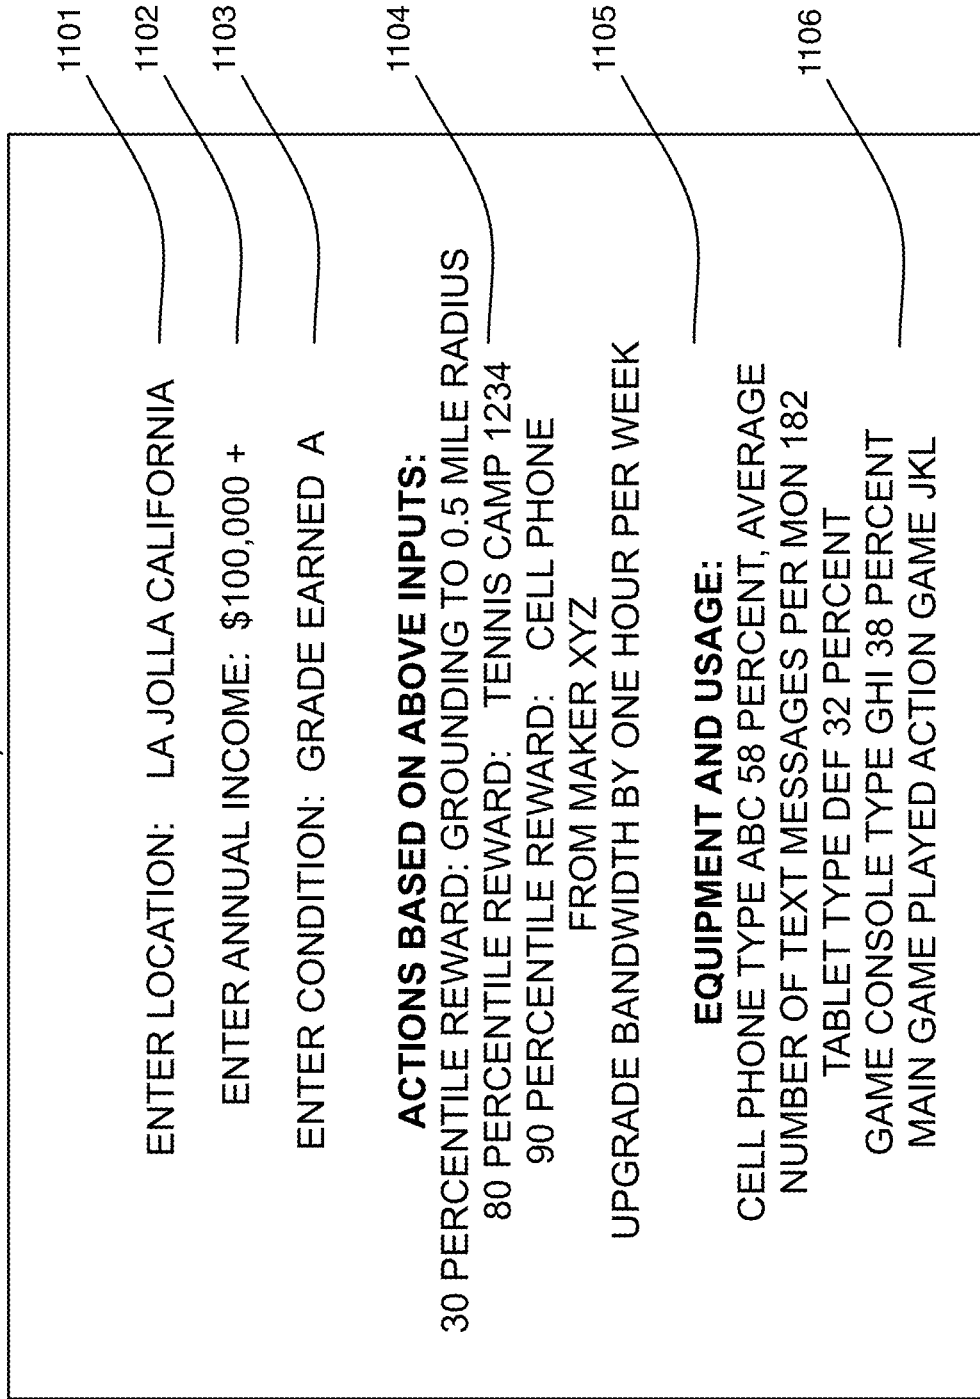 1101
1102
1103
1104
1105
1106
ENTER LOCATION: LA JOLLA CALIFORNIA
ENTER ANNUAL INCOME: $100,000 +
ENTER CONDITION: GRADE EARNED A
ACTIONS BASED ON ABOVE INPUTS:
30 PERCENTILE REWARD: GROUNDING TO 0.5 MILE RADIUS
80 PERCENTILE REWARD: TENNIS CAMP 1234
90 PERCENTILE REWARD: CELL PHONE
FROM MAKER XYZ
UPGRADE BANDWIDTH BY ONE HOUR PER WEEK
EQUIPMENT AND USAGE:
CELL PHONE TYPE ABC 58 PERCENT, AVERAGE
NUMBER OF TEXT MESSAGES PER MON 182
TABLET TYPE DEF 32 PERCENT
GAME CONSOLE TYPE GHI 38 PERCENT
MAIN GAME PLAYED ACTION GAME JKL